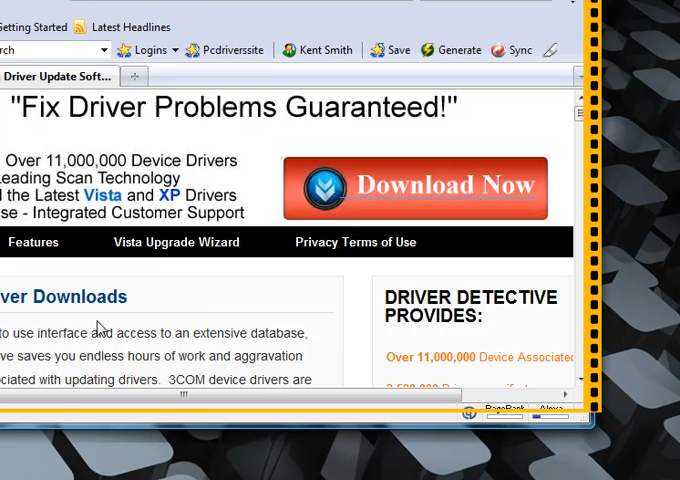 etting Started Latest Headlines
rch Logins Pcdriverssite Kent Smith Save Generate Sync
Driver Update Soft...
"Fix Driver Problems Guaranteed!"
Over 11,000,000 Device Drivers
eading Scan Technology
the Latest Vista and XP Drivers
se - Integrated Customer Support
Download Now
Features Vista Upgrade Wizard Privacy Terms of Use
ver Downloads
to use interface and access to an extensive database,
ve saves you endless hours of work and aggravation
ciated with updating drivers. 3COM device drivers are
DRIVER DETECTIVE
PROVIDES:
Over 11,000,000 Device Associated
PageRank Alexa